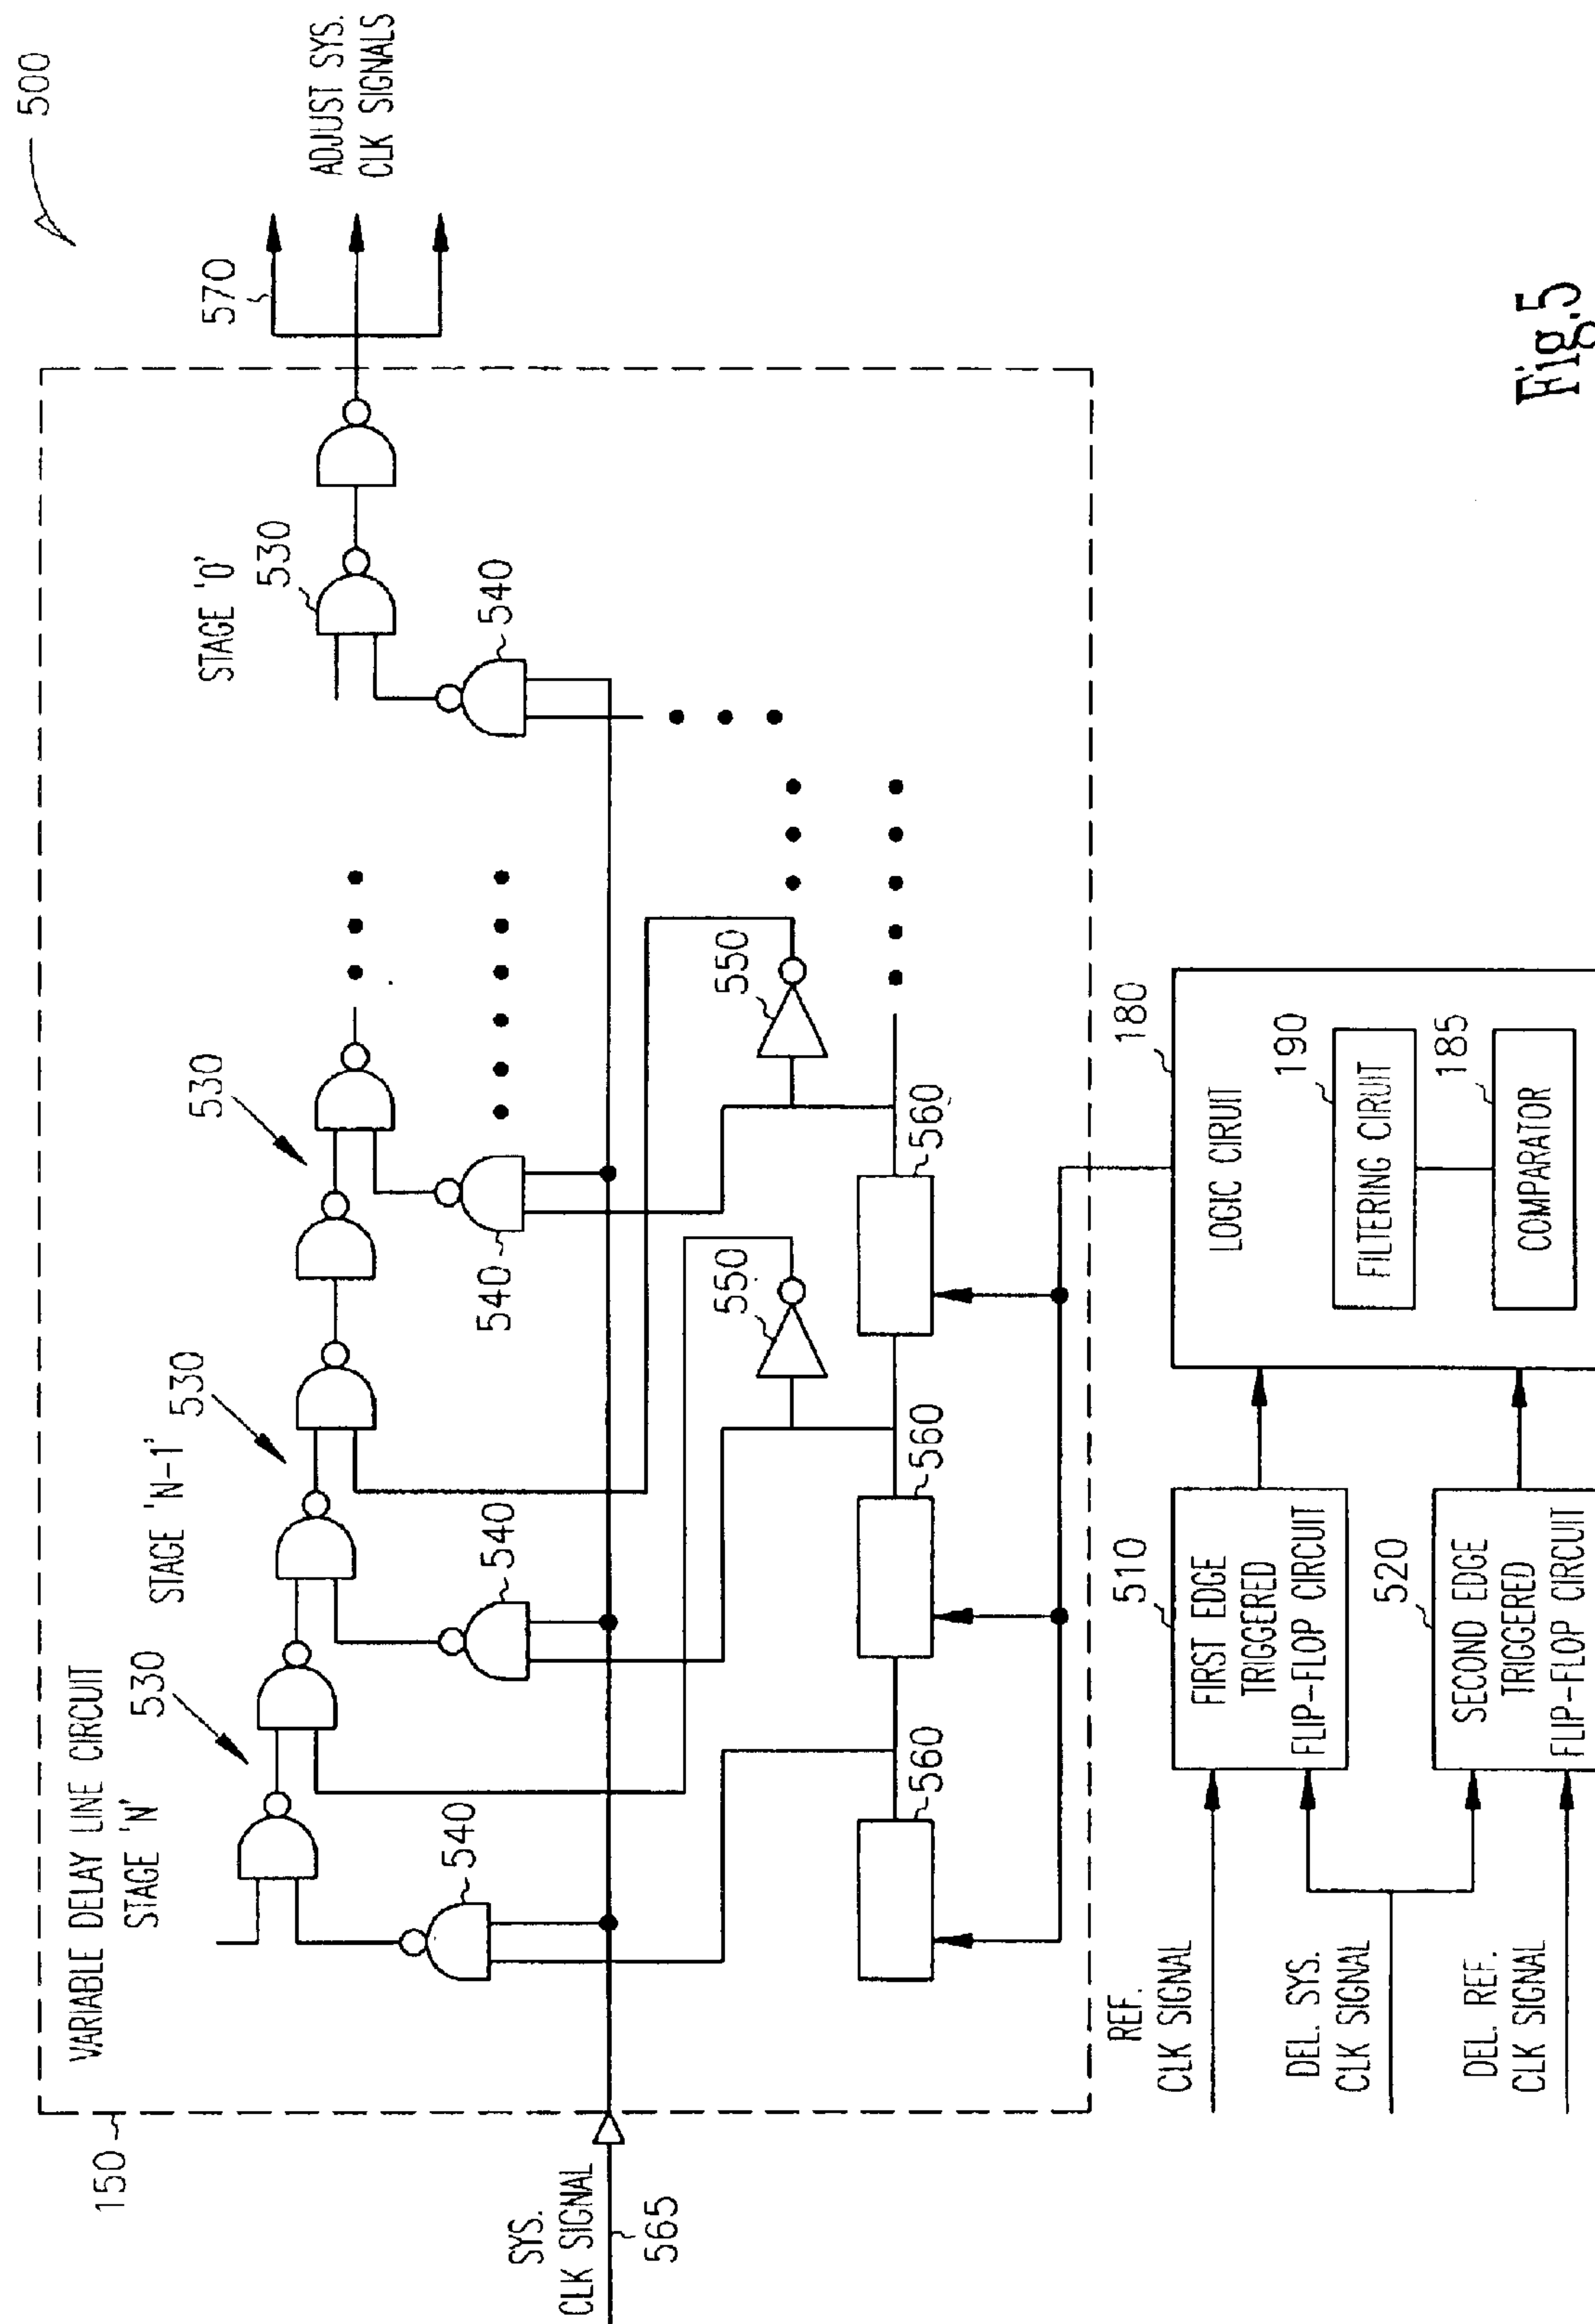 500
ADJUST SYS.
CLK SIGNALS
570
150
VARIABLE DELAY LINE CIRCUIT
STAGE 'N'
530
STAGE 'N-1'
530
530
STAGE '0'
530
540
540
540
540
550
550
SYS.
CLK SIGNAL
565
560
560
560
REF.
CLK SIGNAL
DEL. SYS.
CLK SIGNAL
DEL. REF.
CLK SIGNAL
510
FIRST EDGE
TRIGGERED
FLIP-FLOP CIRCUIT
520
SECOND EDGE
TRIGGERED
FLIP-FLOP CIRCUIT
180
LOGIC CIRUIT
190
FILTERING CIRUIT
185
COMPARATOR
Fig.5